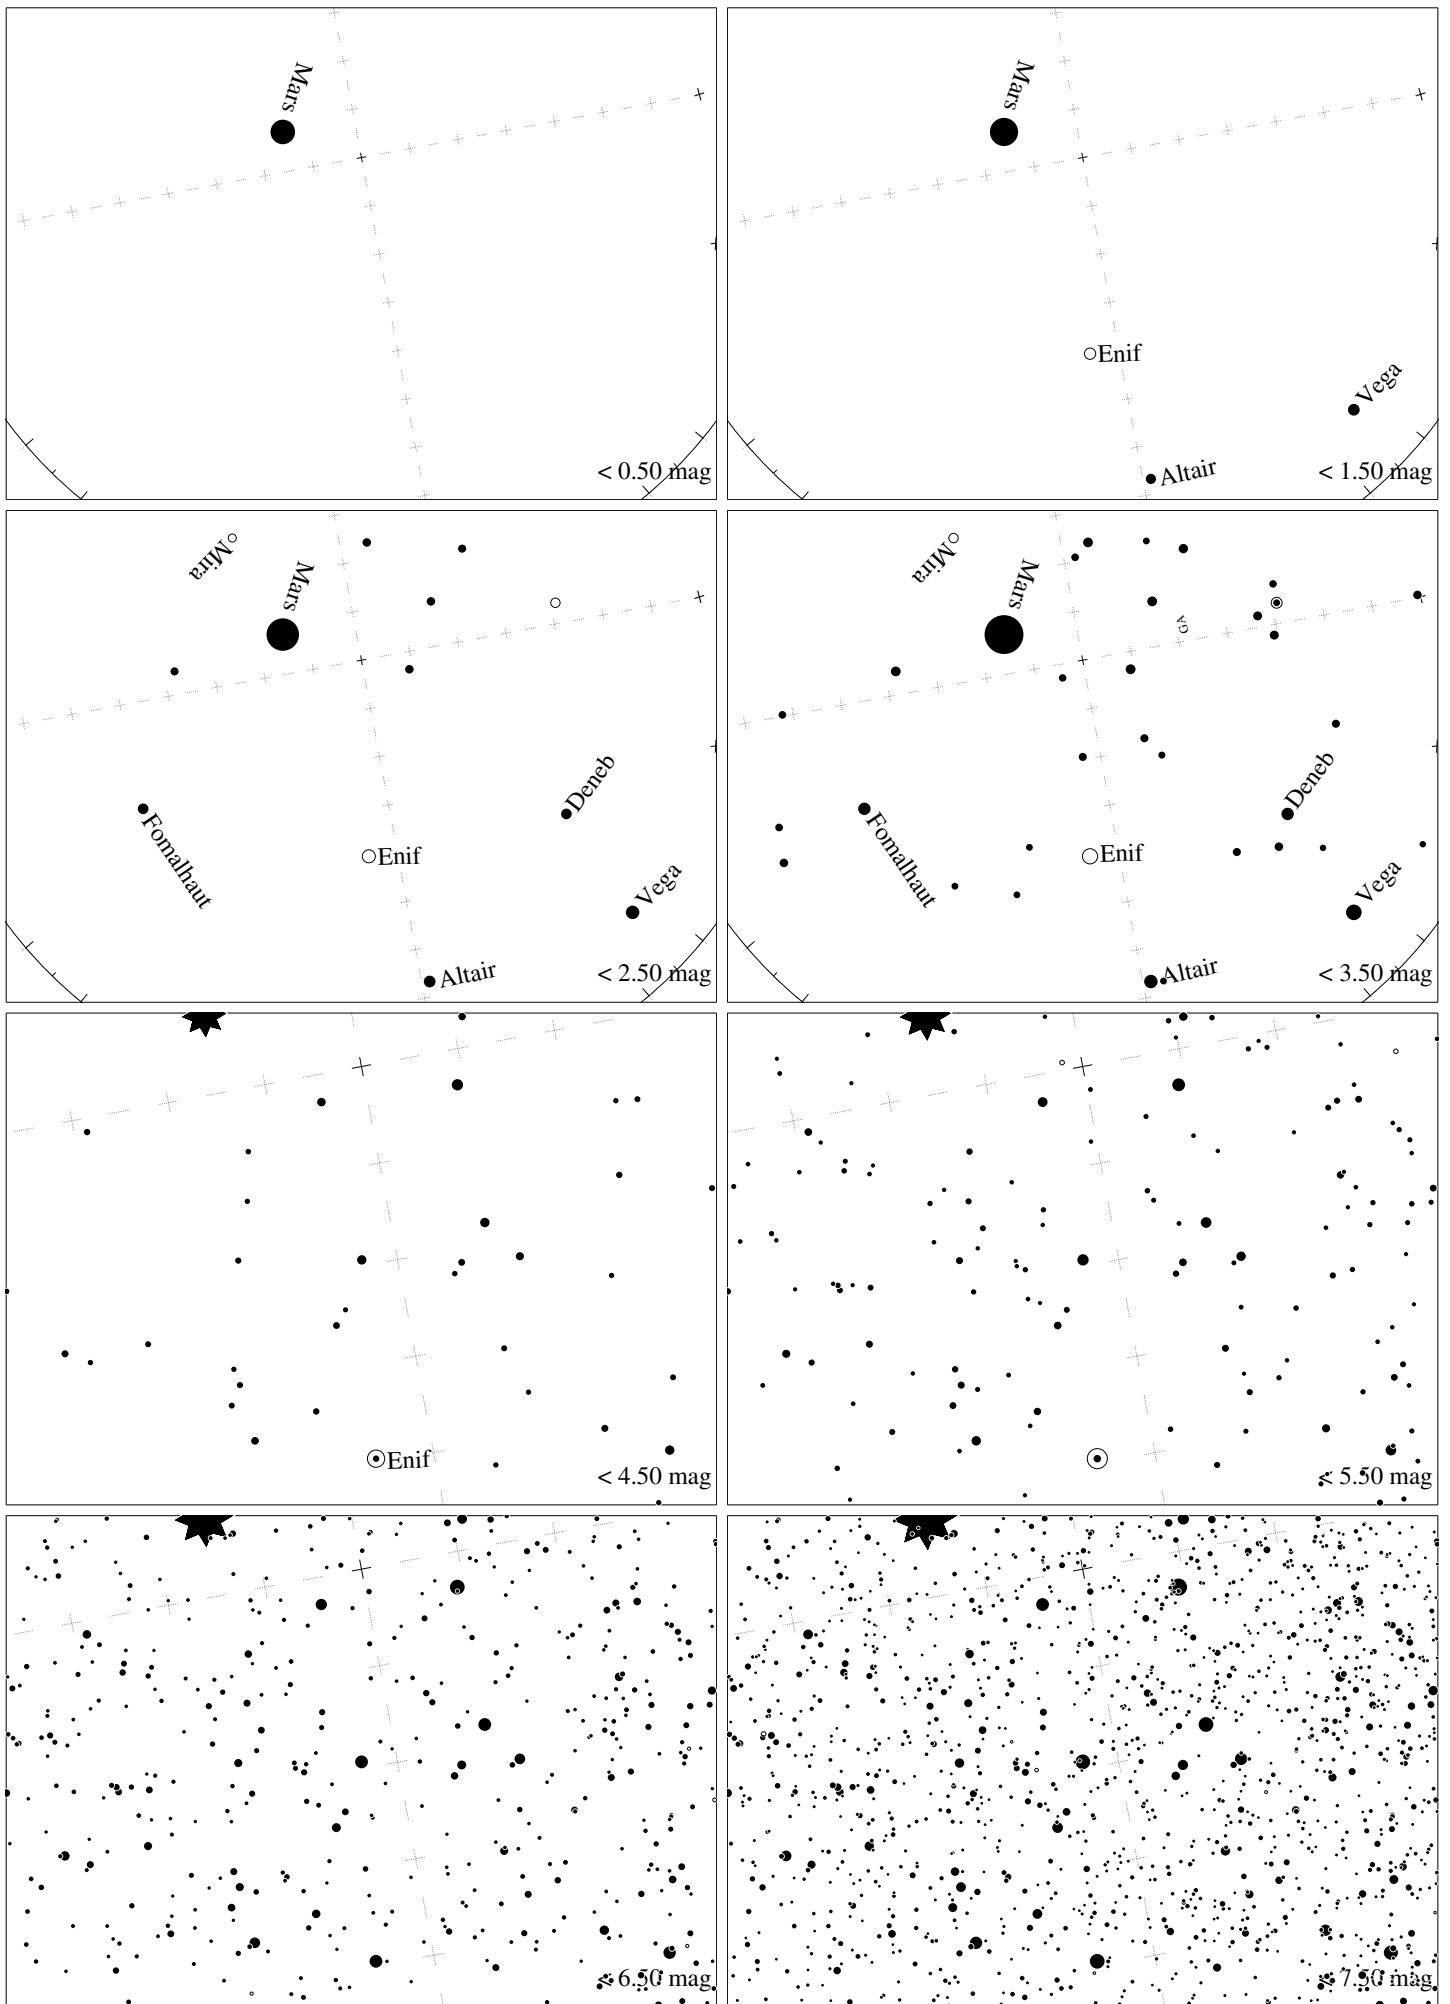 Mars
< 0.50 mag
Mars
Enif
Vega
Altair
< 1.50 mag
Mira
Mars
Deneb
Fomalhaut
Enif
Vega
Altair
< 2.50 mag
Mira
Mars
GA
Deneb
Fomalhaut
Enif
Vega
Altair
< 3.50 mag
Enif
< 4.50 mag
< 5.50 mag
< 6.50 mag
< 7.50 mag